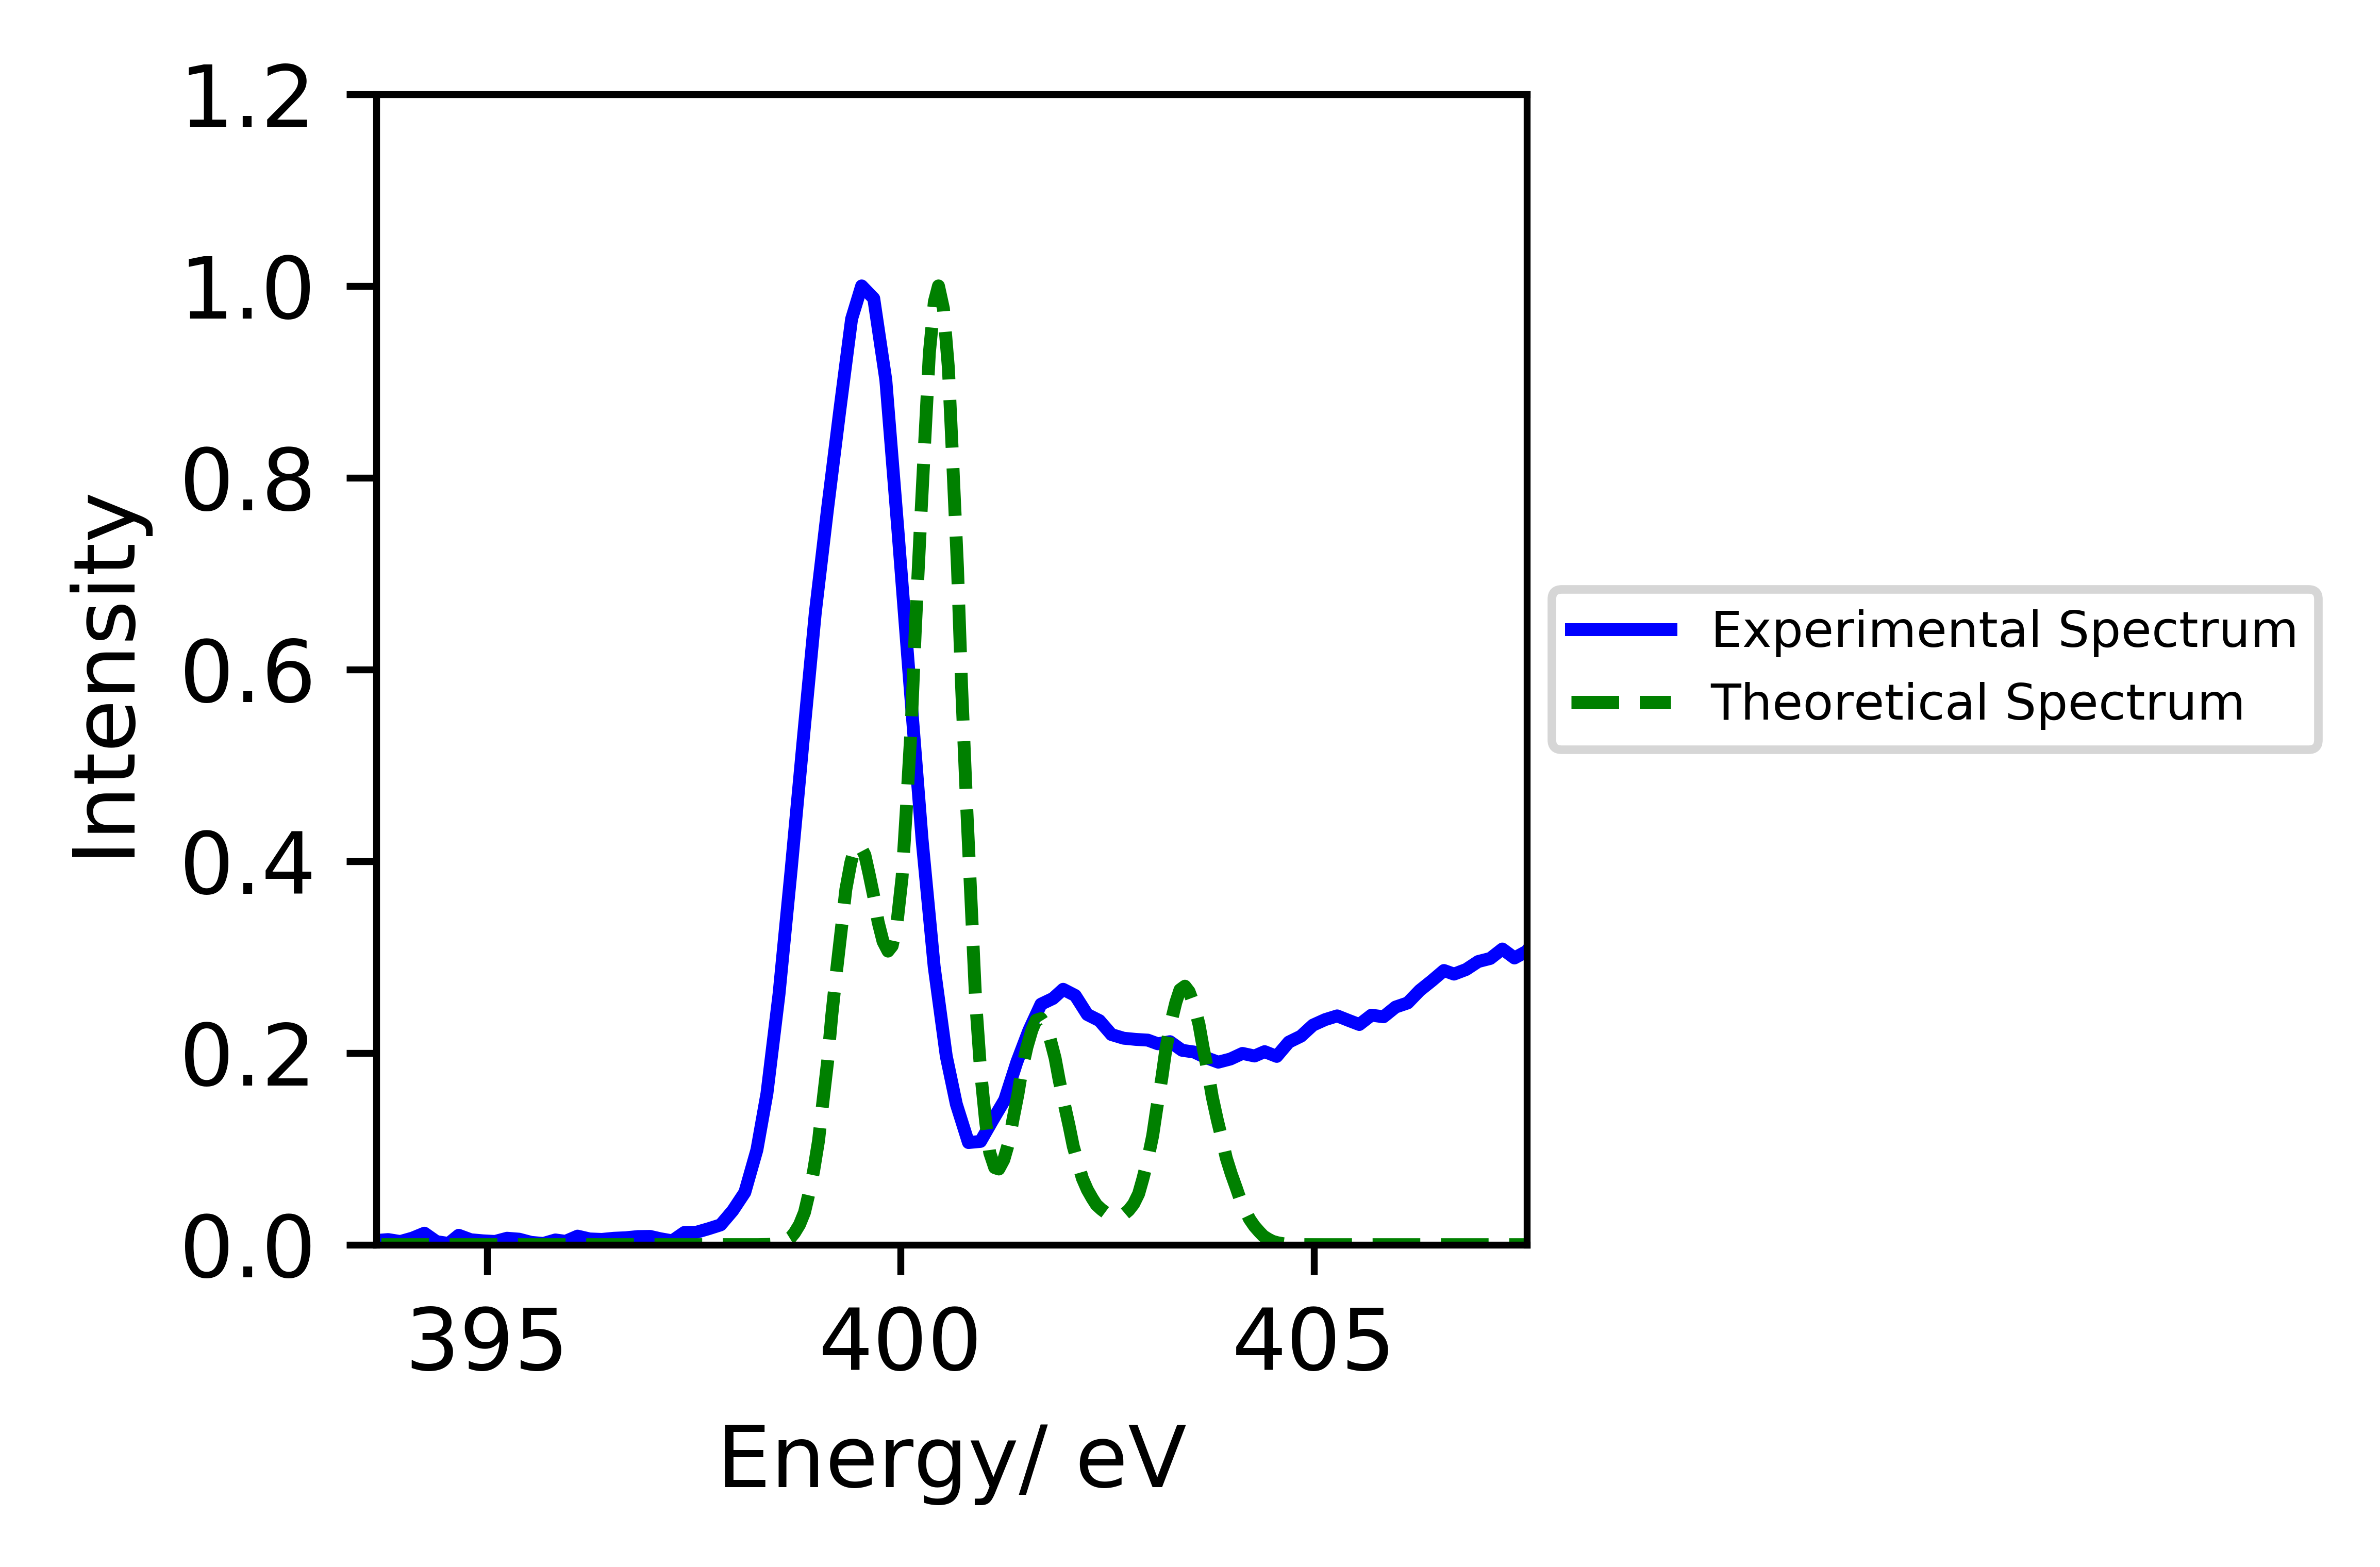 1.2
1.0
0.8
0.6
0.4
0.2
0.0
Intensity
395 400 405
Energy/ eV
Experimental Spectrum
Theoretical Spectrum